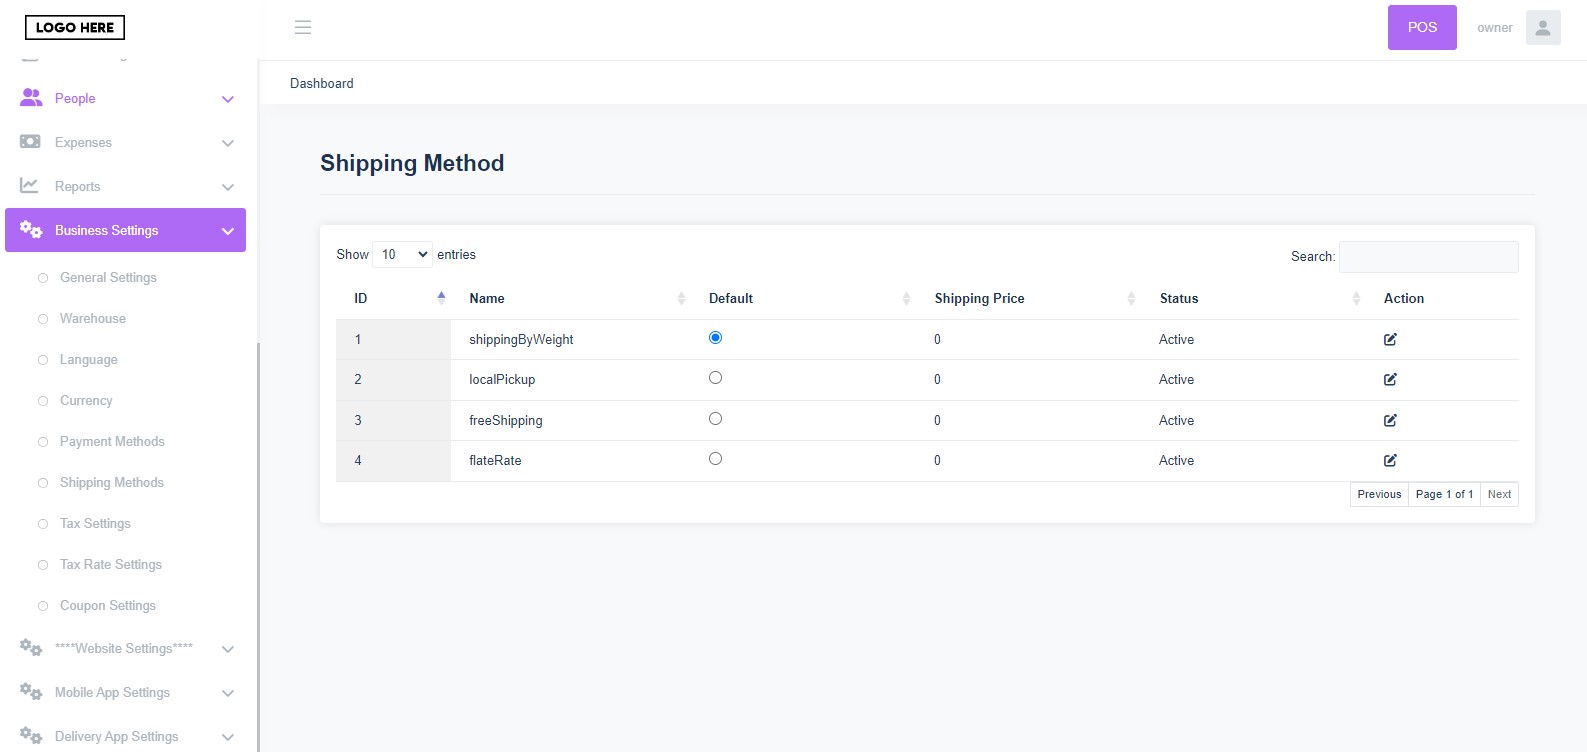 LOGO HERE
POS
owner
Dashboard
People
Expenses
Reports
Business Settings
General Settings
Warehouse
Language
Currency
Payment Methods
Shipping Methods
Tax Settings
Tax Rate Settings
Coupon Settings
****Website Settings****
Mobile App Settings
Delivery App Settings
Shipping Method
Show 10 entries
Search:
ID Name Default Shipping Price Status Action
1 shippingByWeight 0 Active
2 localPickup 0 Active
3 freeShipping 0 Active
4 flateRate 0 Active
Previous Page 1 of 1 Next